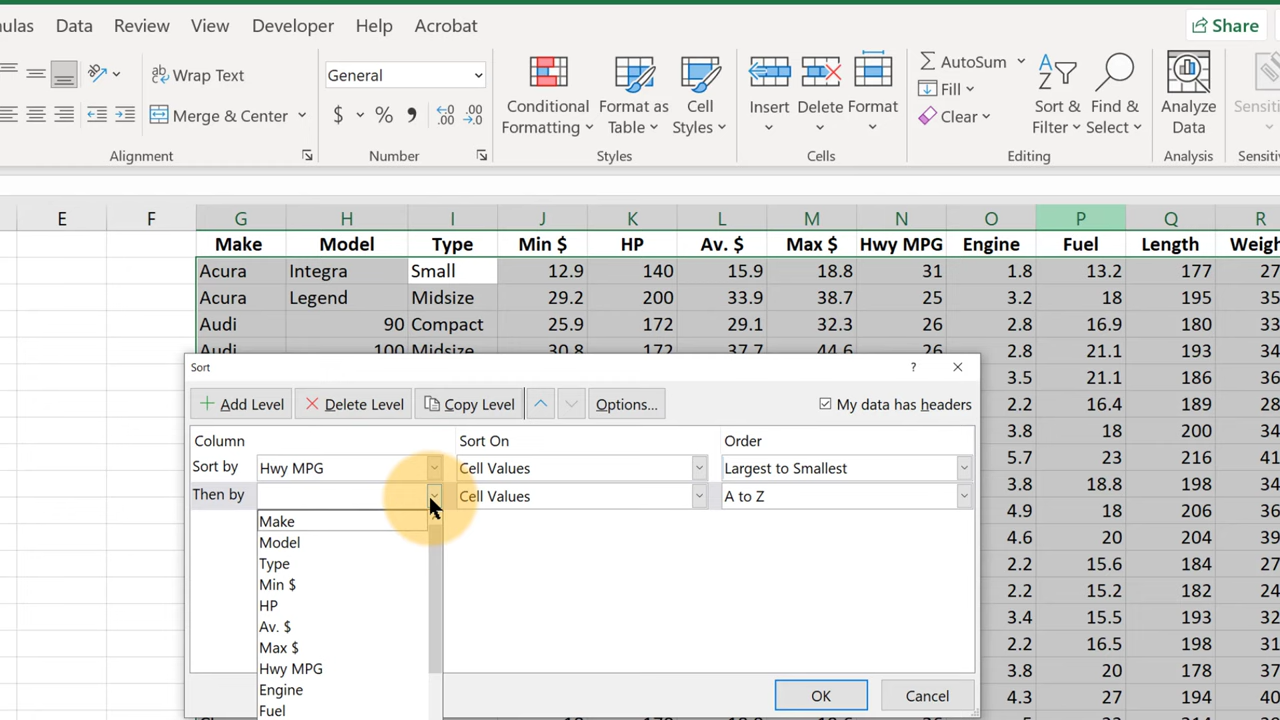 ulas Data Review View Developer Help Acrobat Share
Wrap Text General AutoSum
Merge & Center $ % Fill
Conditional Formatting Format as Table Cell Styles Insert Delete Format Clear Sort & Filter Find & Select Analyze Data Sensiti
Alignment Number Styles Cells Editing Analysis Sensiti
E F G H I J K L M N O P Q R
Make Model Type Min $ HP Av. $ Max $ Hwy MPG Engine Fuel Length Weigh
Acura Integra Small 12.9 140 15.9 18.8 31 1.8 13.2 177 27
Acura Legend Midsize 29.2 200 33.9 38.7 25 3.2 18 195 35
Audi 90 Compact 25.9 172 29.1 32.3 26 2.8 16.9 180 33
Audi 100 Midsize 30.8 172 37.7 44.6 26 2.8 21.1 193 34
Sort ?
3.5 21.1 186 36
Add Level Delete Level Copy Level Options... My data has headers
2.2 16.4 189 28
Column Sort On Order
3.8 18 200 34
Sort by Hwy MPG Cell Values Largest to Smallest
5.7 23 216 41
Then by Cell Values A to Z
3.8 18.8 198 34
Make
4.9 18 206 36
Model
4.6 20 204 39
Type
2.2 15.6 184 27
Min $
2.2 15.2 182 24
HP
3.4 15.5 193 32
Av. $
2.2 16.5 198 31
Max $
Hwy MPG
3.8 20 178 37
Engine
4.3 27 194 40
Fuel
OK Cancel